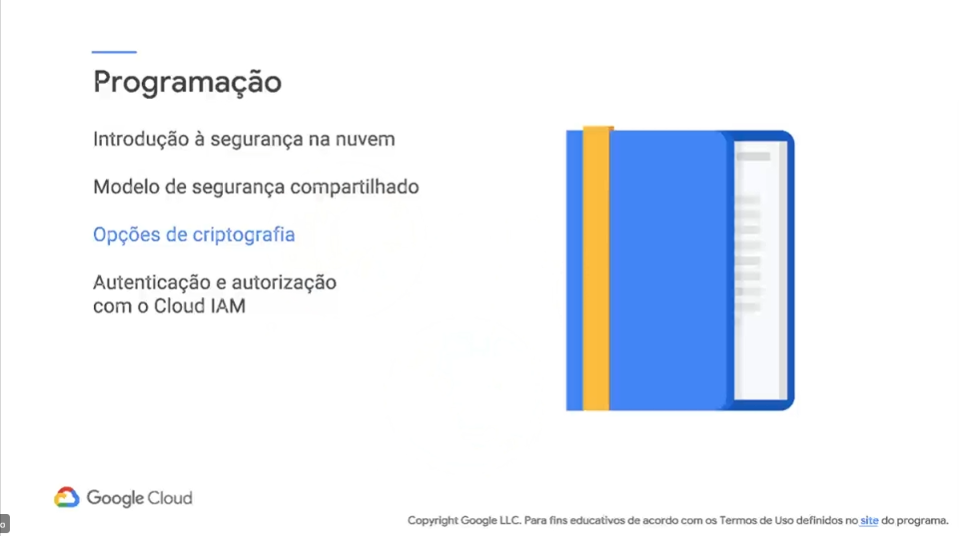 Programação
Introdução à segurança na nuvem
Modelo de segurança compartilhado
Opções de criptografia
Autenticação e autorização
com o Cloud IAM
Google Cloud
Copyright Google LLC. Para fins educativos de acordo com os Termos de Uso definidos no site do programa.